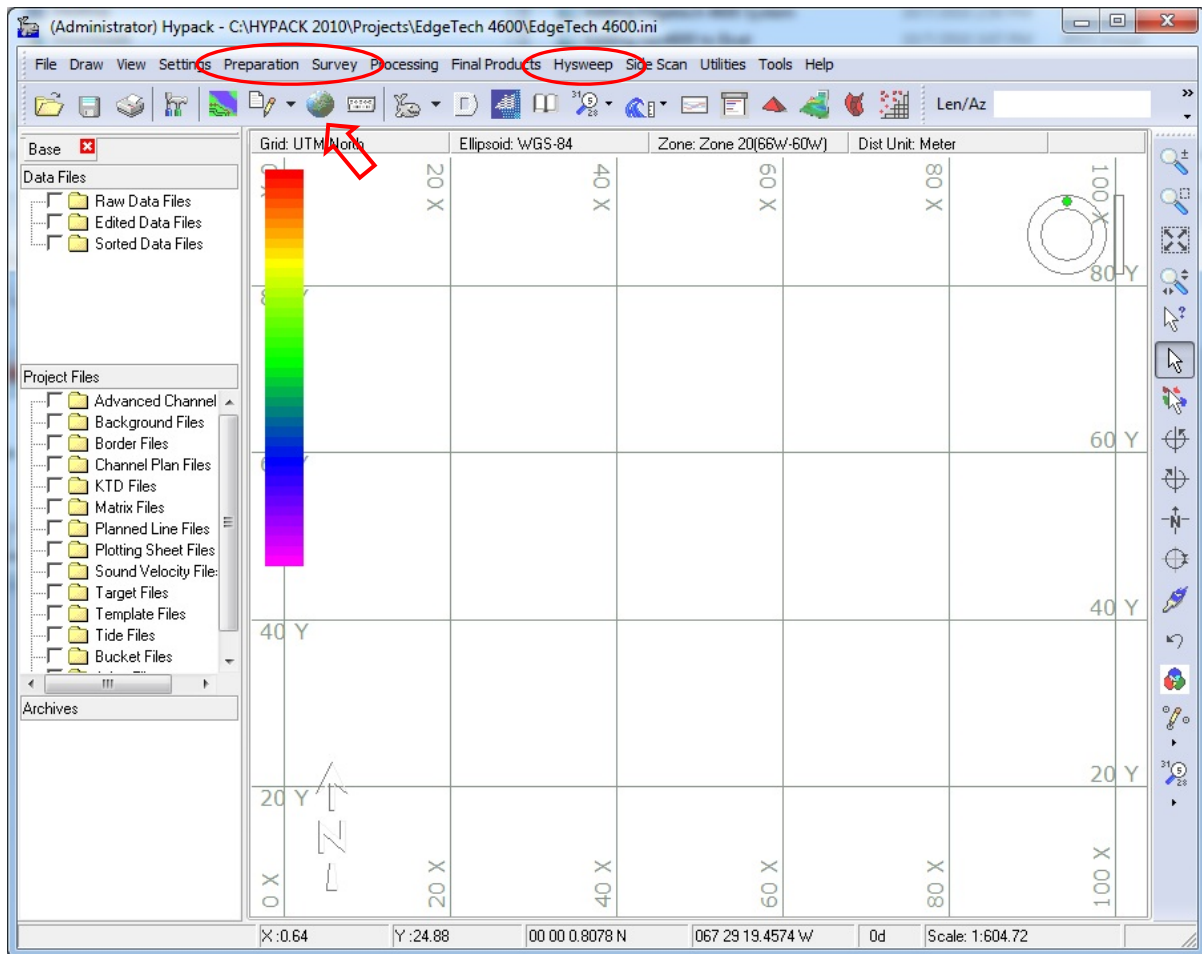 (Administrator) Hypack - C:\HYPACK 2010\Projects\EdgeTech 4600\EdgeTech 4600.ini
File Draw View Settings Preparation Survey Processing Final Products Hysweep Side Scan Utilities Tools Help
Len/Az
Base
Grid: UTM North Ellipsoid: WGS-84 Zone: Zone 20(66W-60W) Dist Unit: Meter
Data Files
Raw Data Files
Edited Data Files
Sorted Data Files
Project Files
Advanced Channel
Background Files
Border Files
Channel Plan Files
KTD Files
Matrix Files
Planned Line Files
Plotting Sheet Files
Sound Velocity File
Target Files
Template Files
Tide Files
Bucket Files
Archives
0 X 20 X 40 X 60 X 80 X 100 X
80 Y
60 Y
40 Y 40 Y
20 Y 20 Y
N
0 X 20 X 40 X 60 X 80 X 100 X
X :0.64 Y :24.88 00 00 0.8078 N 067 29 19.4574 W 0d Scale: 1:604.72